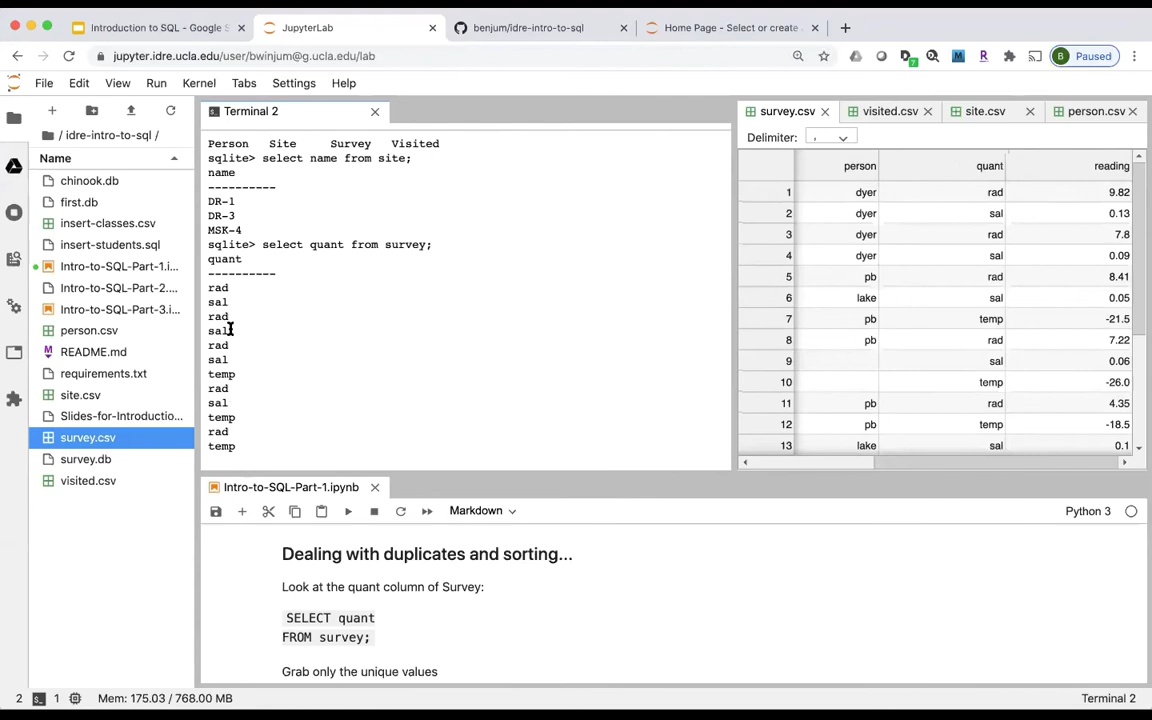 Introduction to SQL - Google S
JupyterLab
benjum/idre-intro-to-sql
Home Page - Select or create
jupyter.idre.ucla.edu/user/bwinjum@g.ucla.edu/lab
7
M
R
B
Paused
File Edit View Run Kernel Tabs Settings Help
/ idre-intro-to-sql /
Name
chinook.db
first.db
insert-classes.csv
insert-students.sql
Intro-to-SQL-Part-1.i...
Intro-to-SQL-Part-2....
Intro-to-SQL-Part-3.i...
person.csv
README.md
requirements.txt
site.csv
Slides-for-Introductio...
survey.csv
survey.db
visited.csv
Terminal 2
Person Site Survey Visited
sqlite> select name from site;
name
----------
DR-1
DR-3
MSK-4
sqlite> select quant from survey;
quant
----------
rad
sal
rad
sal
rad
sal
temp
rad
sal
temp
rad
temp
survey.csv visited.csv site.csv person.csv
Delimiter: ,
person quant reading
1 dyer rad 9.82
2 dyer sal 0.13
3 dyer rad 7.8
4 dyer sal 0.09
5 pb rad 8.41
6 lake sal 0.05
7 pb temp -21.5
8 pb rad 7.22
9 sal 0.06
10 temp -26.0
11 pb rad 4.35
12 pb temp -18.5
13 lake sal 0.1
Intro-to-SQL-Part-1.ipynb
Markdown
Python 3
Dealing with duplicates and sorting...
Look at the quant column of Survey:
SELECT quant
FROM survey;
Grab only the unique values
2 1 Mem: 175.03 / 768.00 MB
Terminal 2